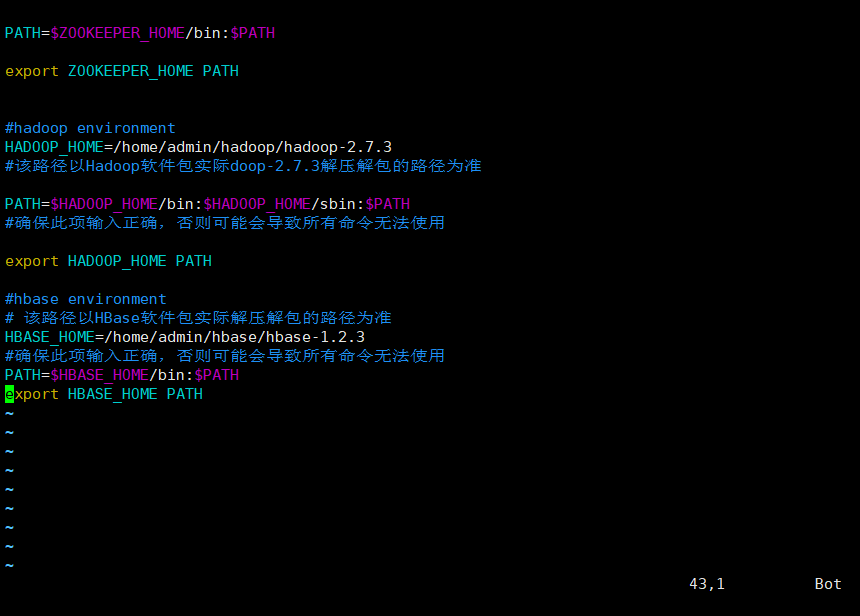 PATH=$ZOOKEEPER_HOME/bin:$PATH
export ZOOKEEPER_HOME PATH
#hadoop environment
HADOOP_HOME=/home/admin/hadoop/hadoop-2.7.3
#该路径以Hadoop软件包实际doop-2.7.3解压解包的路径为准
PATH=$HADOOP_HOME/bin:$HADOOP_HOME/sbin:$PATH
#确保此项输入正确，否则可能会导致所有命令无法使用
export HADOOP_HOME PATH
#hbase environment
# 该路径以HBase软件包实际解压解包的路径为准
HBASE_HOME=/home/admin/hbase/hbase-1.2.3
#确保此项输入正确，否则可能会导致所有命令无法使用
PATH=$HBASE_HOME/bin:$PATH
export HBASE_HOME PATH
~
~
~
~
~
~
~
~
~
43,1 Bot